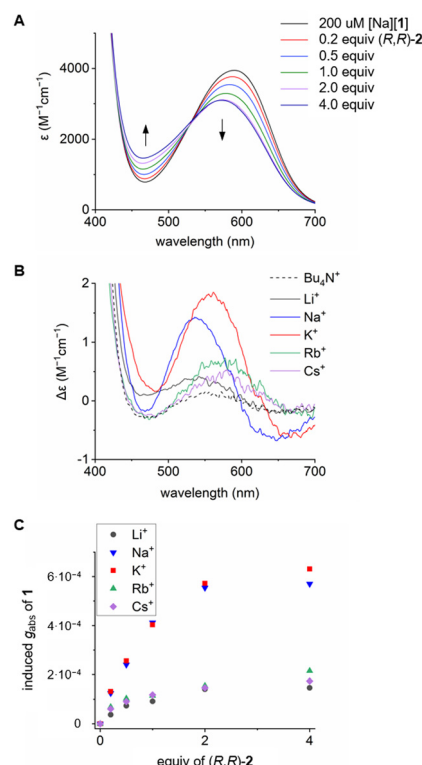 A
200 uM [Na][1]
0.2 equiv (R,R)-2
0.5 equiv
1.0 equiv
2.0 equiv
4.0 equiv
ε (M⁻¹cm⁻¹)
4000
2000
0
400 500 600 700
wavelength (nm)
B
Bu₄N⁺
Li⁺
Na⁺
K⁺
Rb⁺
Cs⁺
Δε (M⁻¹cm⁻¹)
2
1
0
-1
400 500 600 700
wavelength (nm)
C
Li⁺
Na⁺
K⁺
Rb⁺
Cs⁺
induced g_abs of 1
6·10⁻⁴
4·10⁻⁴
2·10⁻⁴
0
0 2 4
equiv of (R,R)-2